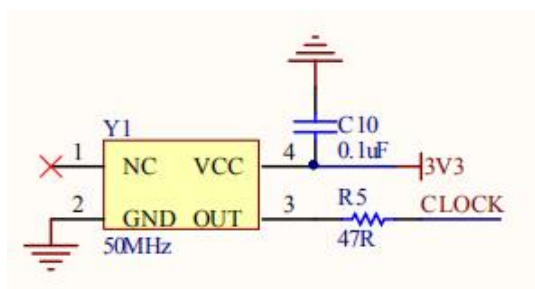 C10
0.1uF
Y1
1 NC VCC 4
3V3
2 GND OUT 3
R5
47R
CLOCK
50MHz